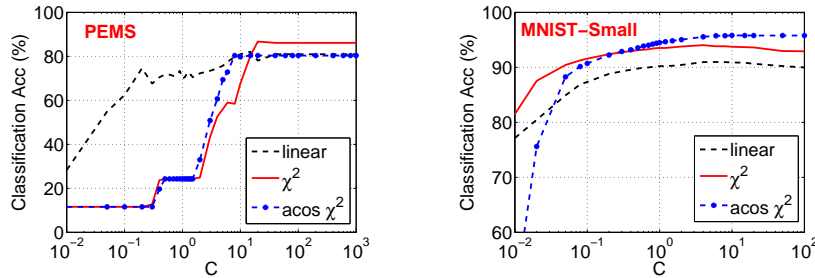 PEMS
Classification Acc (%)
100
80
60
40
20
0
10^-2
10^-1
10^0
10^1
10^2
10^3
C
linear
χ^2
acos χ^2
MNIST-Small
Classification Acc (%)
100
90
80
70
60
10^-2
10^-1
10^0
10^1
10^2
C
linear
χ^2
acos χ^2